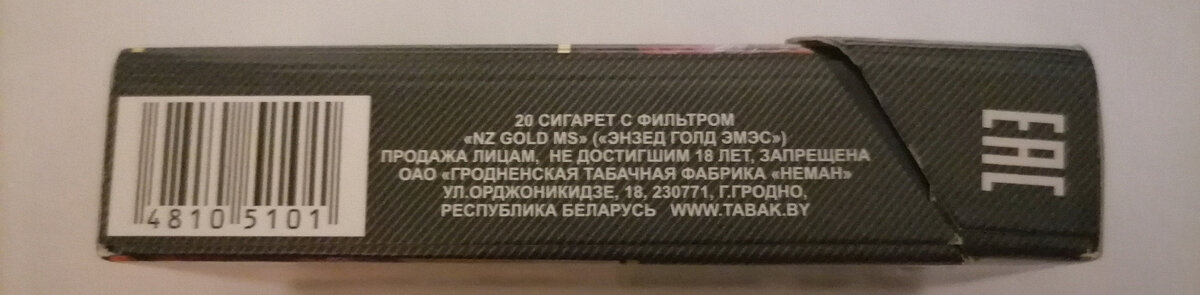 20 СИГАРЕТ С ФИЛЬТРОМ
«NZ GOLD MS» («ЭНЗЕД ГОЛД ЭМЭС»)
ПРОДАЖА ЛИЦАМ, НЕ ДОСТИГШИМ 18 ЛЕТ, ЗАПРЕЩЕНА
ОАО «ГРОДНЕНСКАЯ ТАБАЧНАЯ ФАБРИКА «НЕМАН»
УЛ.ОРДЖОНИКИДЗЕ, 18, 230771, Г.ГРОДНО,
РЕСПУБЛИКА БЕЛАРУСЬ WWW.TABAK.BY
4810 5101
EAC